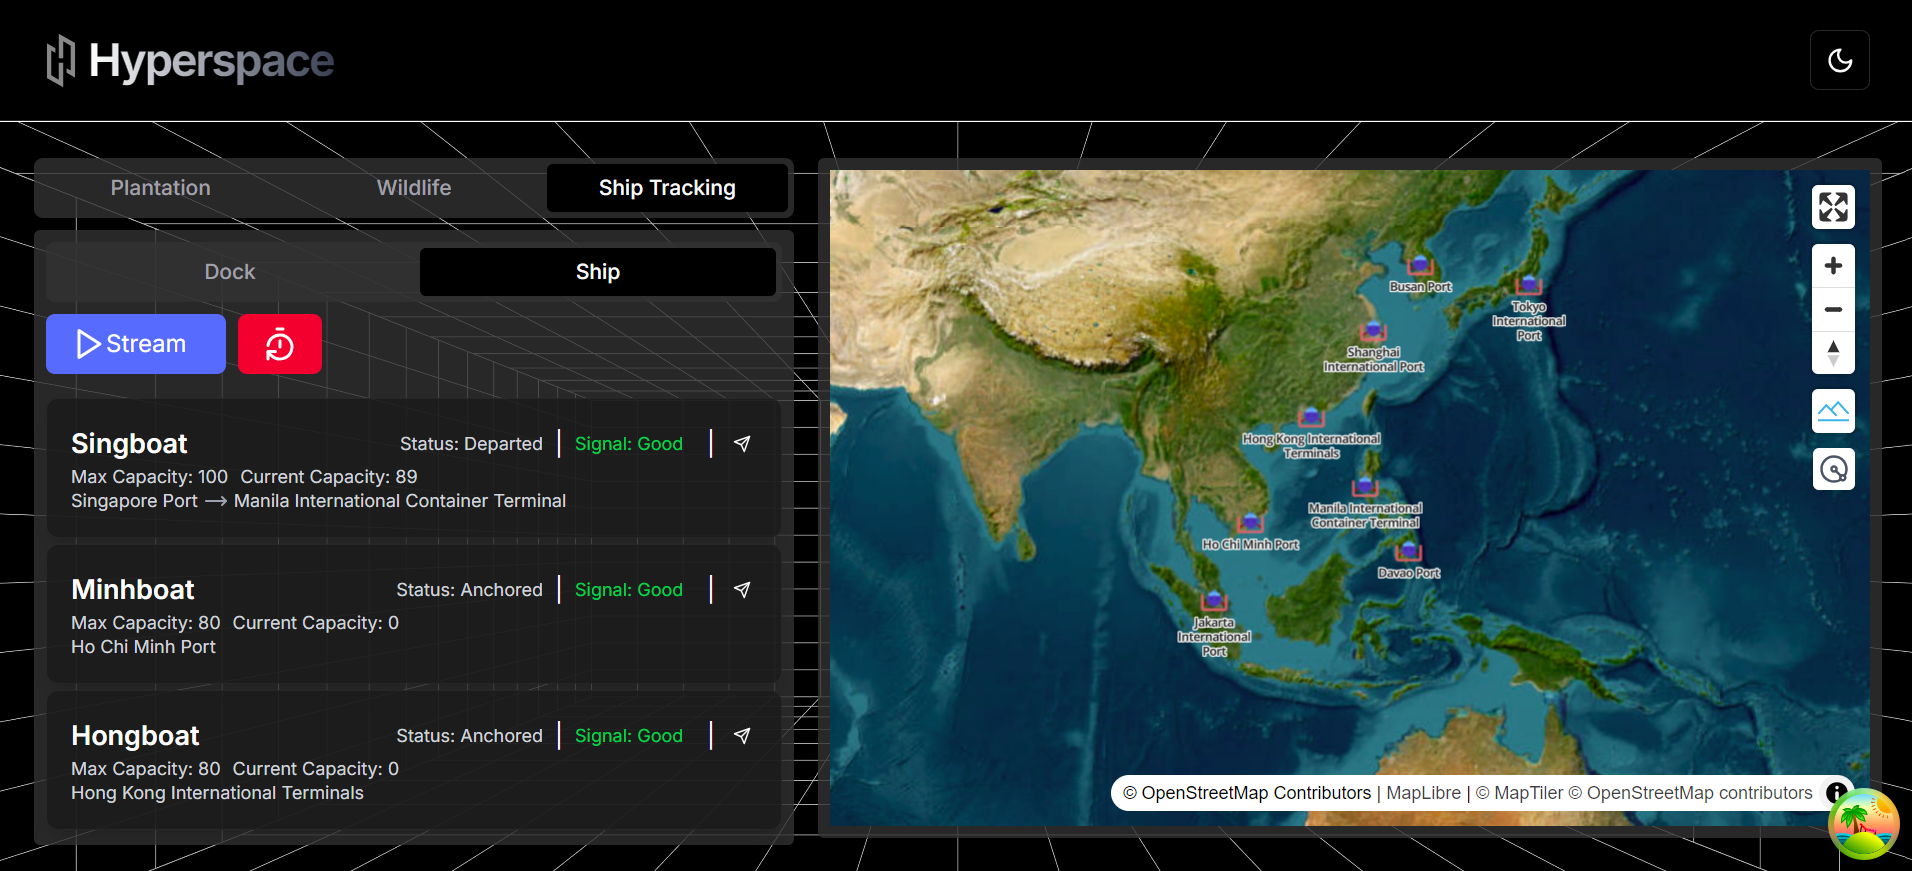 Hyperspace
Plantation
Wildlife
Ship Tracking
Dock
Ship
Stream
Singboat
Status: Departed
Signal: Good
Max Capacity: 100 Current Capacity: 89
Singapore Port → Manila International Container Terminal
Minhboat
Status: Anchored
Signal: Good
Max Capacity: 80 Current Capacity: 0
Ho Chi Minh Port
Hongboat
Status: Anchored
Signal: Good
Max Capacity: 80 Current Capacity: 0
Hong Kong International Terminals
Busan Port
Tokyo
International
Port
Shanghai
International Port
Hong Kong International
Terminals
Manila International
Container Terminal
Ho Chi Minh Port
Davao Port
Jakarta
International
Port
© OpenStreetMap Contributors | MapLibre | © MapTiler © OpenStreetMap contributors